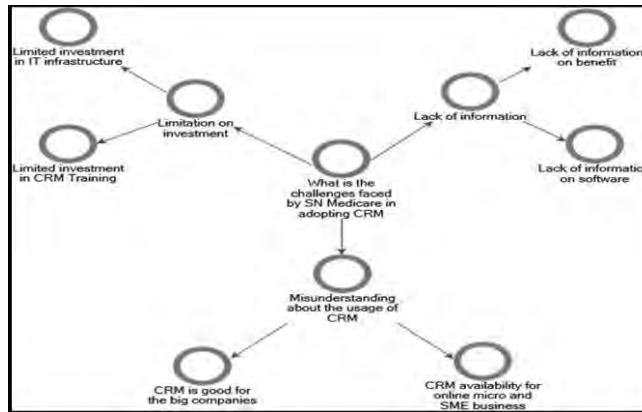 Limited investment
in IT infrastructure
Lack of information
on benefit
Limitation on
investment
Lack of information
Limited investment
in CRM Training
What is the
challenges faced
by SN Medicare in
adopting CRM
Lack of informatio
on software
Misunderstanding
about the usage of
CRM
CRM is good for
the big companies
CRM availability for
online micro and
SME business